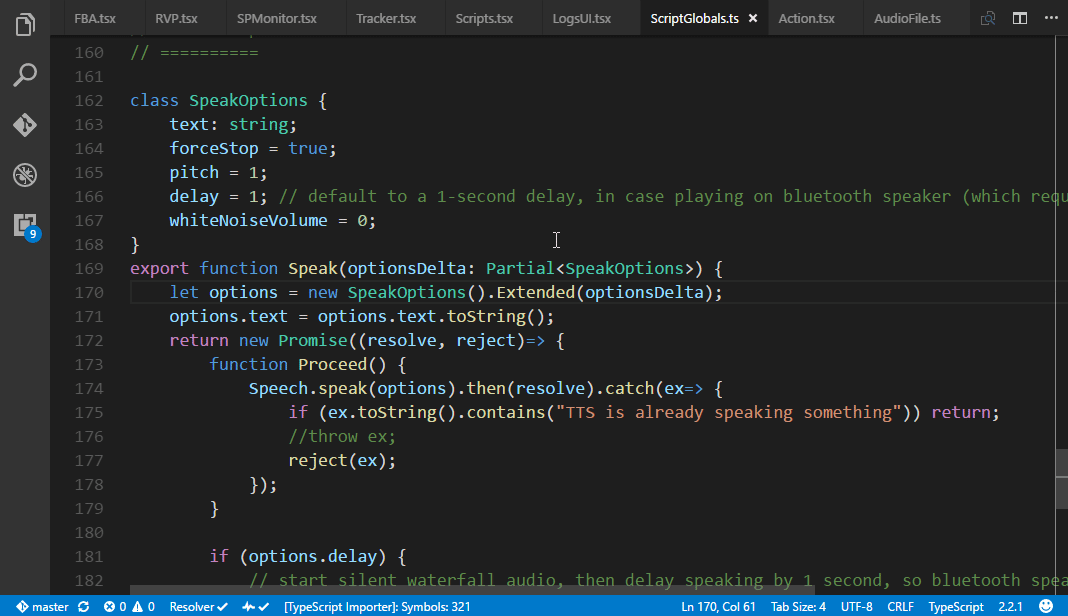 FBA.tsx RVP.tsx SPMonitor.tsx Tracker.tsx Scripts.tsx LogsUI.tsx ScriptGlobals.ts × Action.tsx AudioFile.ts
160 // ==========
161
162 class SpeakOptions {
163 text: string;
164 forceStop = true;
165 pitch = 1;
166 delay = 1; // default to a 1-second delay, in case playing on bluetooth speaker (which requ
167 whiteNoiseVolume = 0;
168 }
169 export function Speak(optionsDelta: Partial<SpeakOptions>) {
170 let options = new SpeakOptions().Extended(optionsDelta);
171 options.text = options.text.toString();
172 return new Promise((resolve, reject)=> {
173 function Proceed() {
174 Speech.speak(options).then(resolve).catch(ex=> {
175 if (ex.toString().contains("TTS is already speaking something")) return;
176 //throw ex;
177 reject(ex);
178 });
179 }
180
181 if (options.delay) {
182 // start silent waterfall audio, then delay speaking by 1 second, so bluetooth spea
9
master 0 0 Resolver [TypeScript Importer]: Symbols: 321 Ln 170, Col 61 Tab Size: 4 UTF-8 CRLF TypeScript 2.2.1